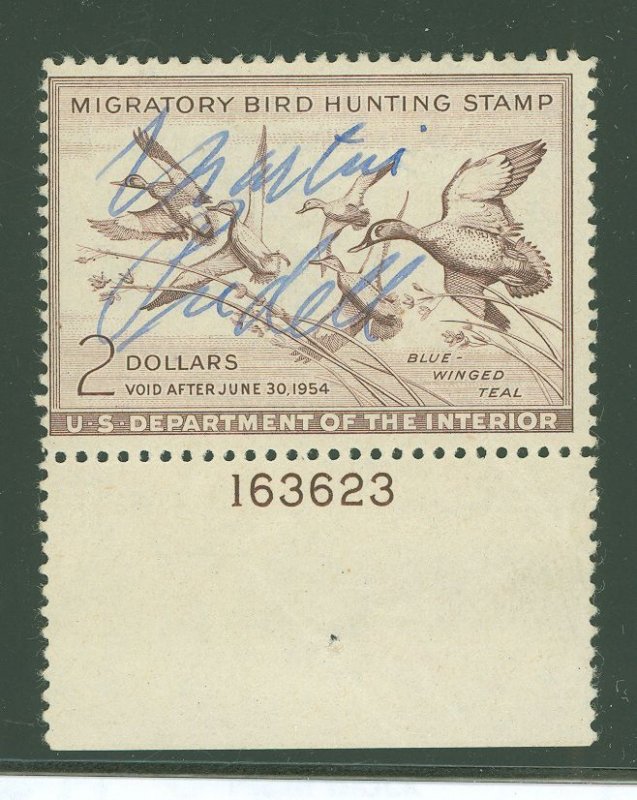 MIGRATORY BIRD HUNTING STAMP
Martin
2 DOLLARS
VOID AFTER JUNE 30, 1954
BLUE-
WINGED
TEAL
U·S·DEPARTMENT OF THE INTERIOR
163623